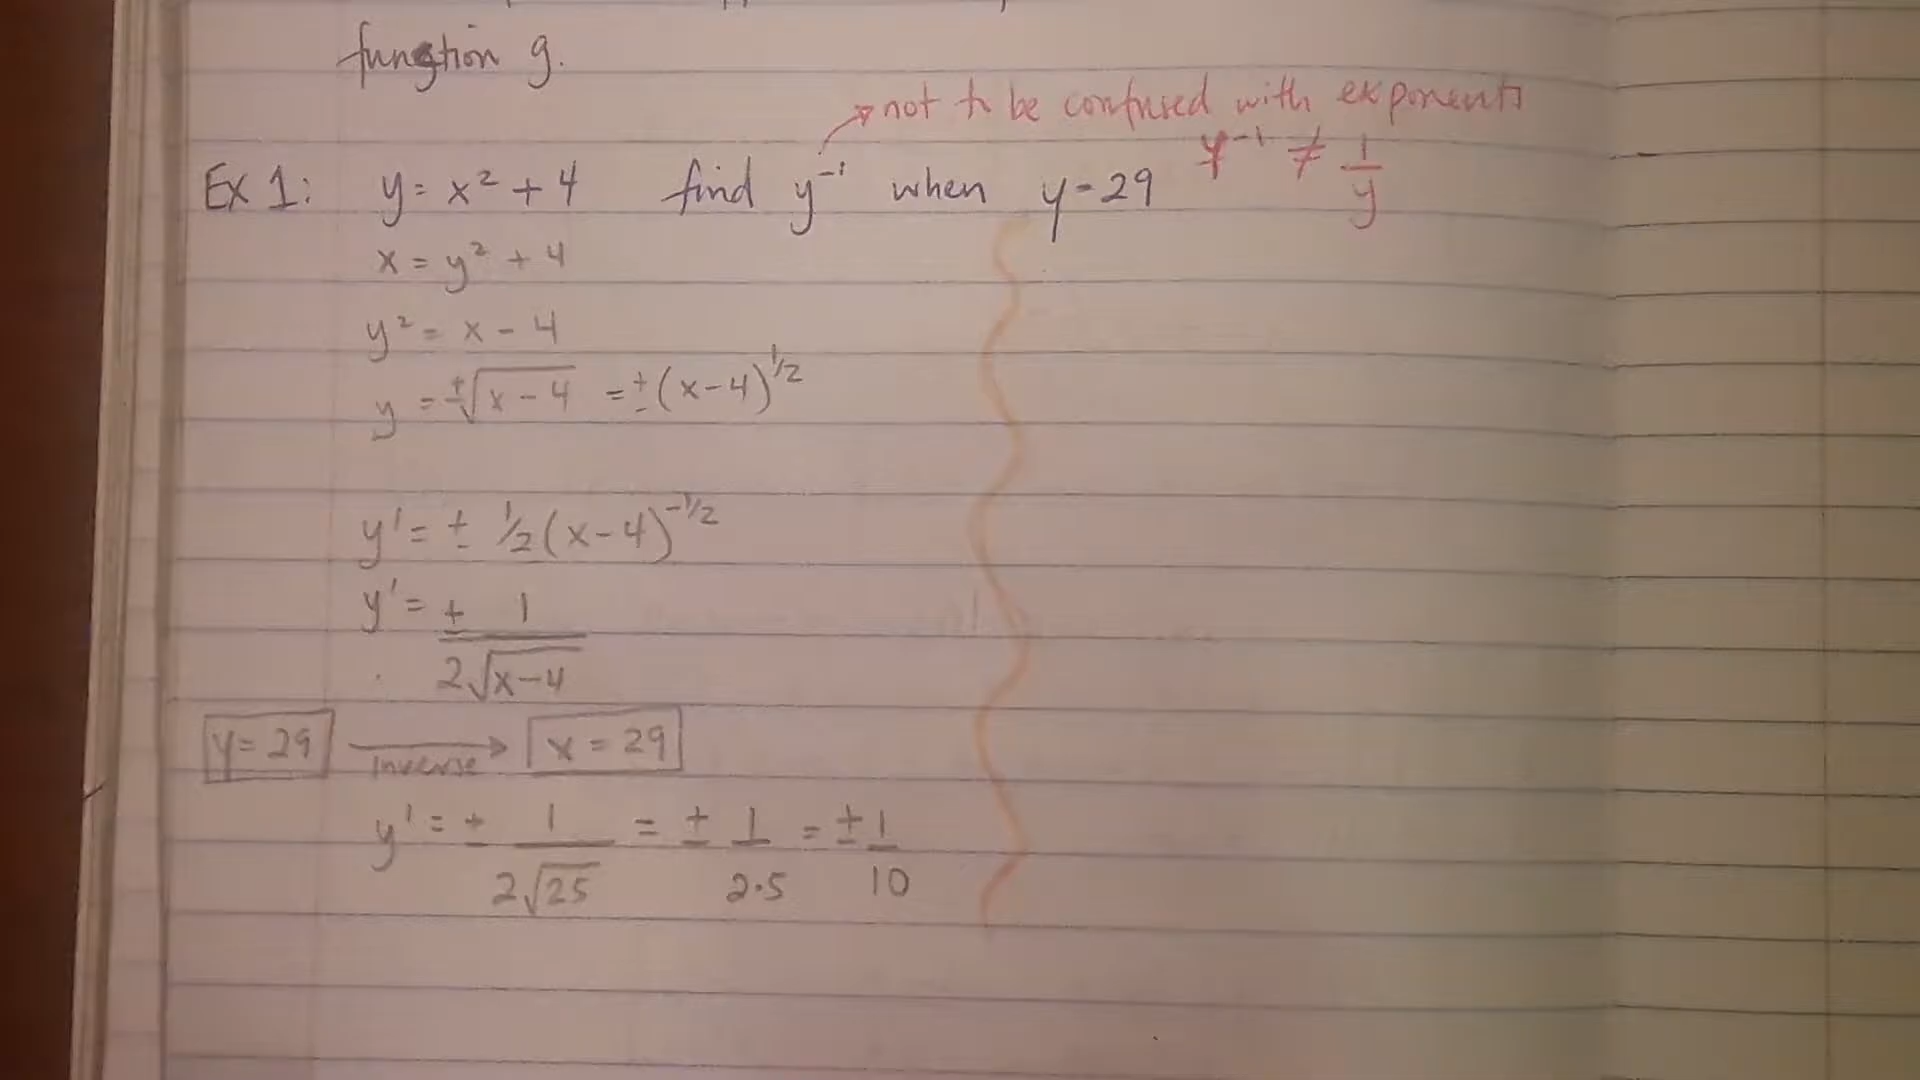 function g.
not to be confused with exponents
Ex 1: y = x² + 4 find y⁻¹ when y = 29 y⁻¹ ≠ 1/y
x = y² + 4
y² = x - 4
y = ±√(x - 4) = ±(x - 4)^1/2
y' = ± 1/2 (x - 4)^-1/2
y' = ± 1 / 2√(x - 4)
y = 29 → inverse x = 29
y' = ± 1 / 2√25 = ± 1 / 2·5 = ± 1 / 10